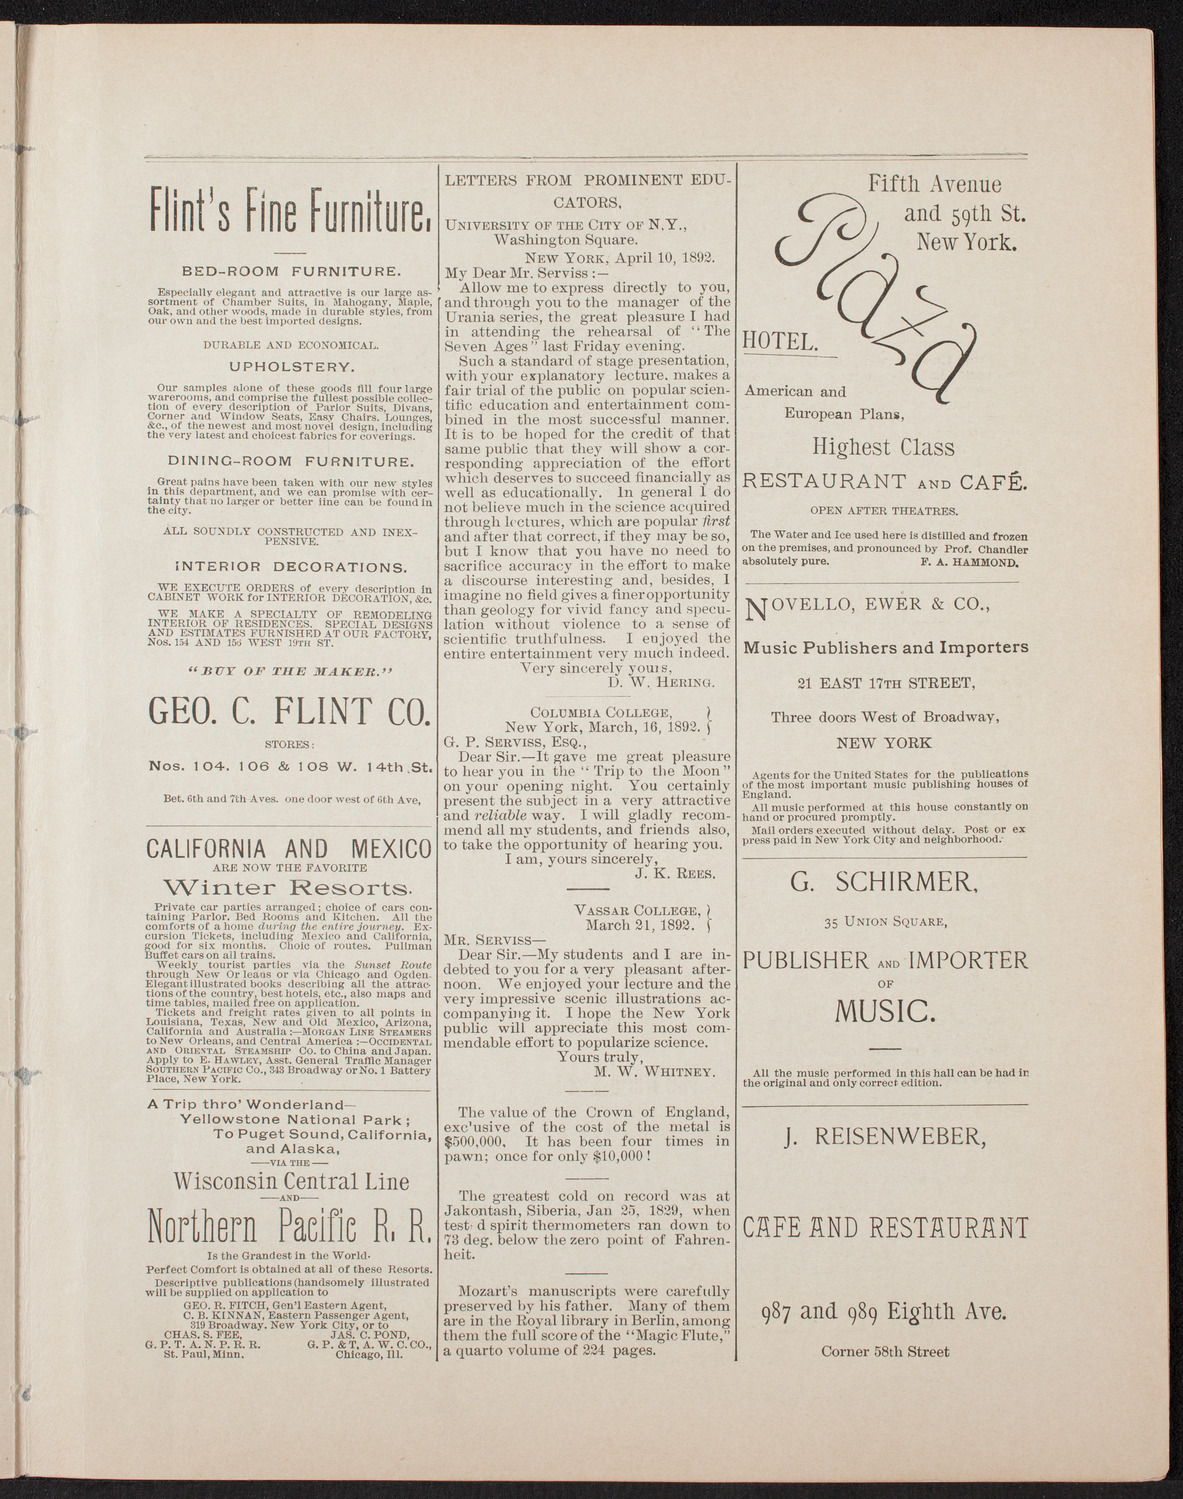 Flint's Fine Furniture,
BED-ROOM FURNITURE.
Especially elegant and attractive is our large as-
sortment of Chamber Suits, in Mahogany, Maple,
Oak, and other woods, made in durable styles, from
our own and the best imported designs.
DURABLE AND ECONOMICAL.
UPHOLSTERY.
Our samples alone of these goods fill four large
warerooms, and comprise the fullest possible collec-
tion of every description of Parlor Suits, Divans,
Corner and Window Seats, Easy Chairs, Lounges,
&c., of the newest and most novel design, including
the very latest and choicest fabrics for coverings.
DINING-ROOM FURNITURE.
Great pains have been taken with our new styles
in this department, and we can promise with cer-
tainty that no larger or better line can be found in
the city.
ALL SOUNDLY CONSTRUCTED AND INEX-
PENSIVE.
INTERIOR DECORATIONS.
WE EXECUTE ORDERS of every description in
CABINET WORK for INTERIOR DECORATION, &c.
WE MAKE A SPECIALTY OF REMODELING
INTERIOR OF RESIDENCES. SPECIAL DESIGNS
AND ESTIMATES FURNISHED AT OUR FACTORY,
Nos. 154 AND 156 WEST 19TH ST.
"BUY OF THE MAKER."
GEO. C. FLINT CO.
STORES:
Nos. 104. 106 & 108 W. 14th St.
Bet. 6th and 7th Aves. one door west of 6th Ave,
CALIFORNIA AND MEXICO
ARE NOW THE FAVORITE
Winter Resorts.
Private car parties arranged; choice of cars con-
taining Parlor, Bed Rooms and Kitchen. All the
comforts of a home during the entire journey. Ex-
cursion Tickets, including Mexico and California,
good for six months. Choic of routes. Pullman
Buffet cars on all trains.
Weekly tourist parties via the Sunset Route
through New Orleans or via Chicago and Ogden.
Elegant illustrated books describing all the attrac-
tions of the country, best hotels, etc., also maps and
time tables, mailed free on application.
Tickets and freight rates given to all points in
Louisiana, Texas, New and Old Mexico, Arizona,
California and Australia:—MORGAN LINE STEAMERS
to New Orleans, and Central America:—OCCIDENTAL
AND ORIENTAL STEAMSHIP Co. to China and Japan.
Apply to E. HAWLEY, Asst. General Traffic Manager
SOUTHERN PACIFIC Co., 343 Broadway or No. 1 Battery
Place, New York.
A Trip thro' Wonderland—
Yellowstone National Park;
To Puget Sound, California,
and Alaska,
—VIA THE—
Wisconsin Central Line
—AND—
Northern Pacific R. R.
Is the Grandest in the World.
Perfect Comfort is obtained at all of these Resorts.
Descriptive publications (handsomely illustrated
will be supplied on application to
GEO. R. FITCH, Gen'l Eastern Agent,
C. B. KINNAN, Eastern Passenger Agent,
319 Broadway, New York City, or to
CHAS. S. FEE, JAS. C. POND,
G. P. T. A. N. P. R. R. G. P. & T. A. W. C. CO.,
St. Paul, Minn. Chicago, Ill.
LETTERS FROM PROMINENT EDU-
CATORS,
UNIVERSITY OF THE CITY OF N.Y.,
Washington Square.
NEW YORK, April 10, 1892.
My Dear Mr. Serviss:—
Allow me to express directly to you,
and through you to the manager of the
Urania series, the great pleasure I had
in attending the rehearsal of "The
Seven Ages" last Friday evening.
Such a standard of stage presentation,
with your explanatory lecture, makes a
fair trial of the public on popular scien-
tific education and entertainment com-
bined in the most successful manner.
It is to be hoped for the credit of that
same public that they will show a cor-
responding appreciation of the effort
which deserves to succeed financially as
well as educationally. In general I do
not believe much in the science acquired
through lectures, which are popular first
and after that correct, if they may be so,
but I know that you have no need to
sacrifice accuracy in the effort to make
a discourse interesting and, besides, I
imagine no field gives a finer opportunity
than geology for vivid fancy and specu-
lation without violence to a sense of
scientific truthfulness. I enjoyed the
entire entertainment very much indeed.
Very sincerely yours,
D. W. HERING.
COLUMBIA COLLEGE, }
New York, March, 16, 1892. }
G. P. SERVISS, ESQ.,
Dear Sir.—It gave me great pleasure
to hear you in the "Trip to the Moon"
on your opening night. You certainly
present the subject in a very attractive
and reliable way. I will gladly recom-
mend all my students, and friends also,
to take the opportunity of hearing you.
I am, yours sincerely,
J. K. REES.
VASSAR COLLEGE, }
March 21, 1892. }
MR. SERVISS—
Dear Sir.—My students and I are in-
debted to you for a very pleasant after-
noon. We enjoyed your lecture and the
very impressive scenic illustrations ac-
companying it. I hope the New York
public will appreciate this most com-
mendable effort to popularize science.
Yours truly,
M. W. WHITNEY.
The value of the Crown of England,
exc'usive of the cost of the metal is
$500,000. It has been four times in
pawn; once for only $10,000!
The greatest cold on record was at
Jakontash, Siberia, Jan 25, 1829, when
test d spirit thermometers ran down to
73 deg. below the zero point of Fahren-
heit.
Mozart's manuscripts were carefully
preserved by his father. Many of them
are in the Royal library in Berlin, among
them the full score of the "Magic Flute,"
a quarto volume of 224 pages.
Fifth Avenue
and 59th St.
New York.
Plaza
HOTEL.
American and
European Plans,
Highest Class
RESTAURANT AND CAFÉ.
OPEN AFTER THEATRES.
The Water and Ice used here is distilled and frozen
on the premises, and pronounced by Prof. Chandler
absolutely pure. F. A. HAMMOND.
NOVELLO, EWER & CO.,
Music Publishers and Importers
21 EAST 17TH STREET,
Three doors West of Broadway,
NEW YORK
Agents for the United States for the publications
of the most important music publishing houses of
England.
All music performed at this house constantly on
hand or procured promptly.
Mail orders executed without delay. Post or ex
press paid in New York City and neighborhood.
G. SCHIRMER,
35 UNION SQUARE,
PUBLISHER AND IMPORTER
OF
MUSIC.
All the music performed in this hall can be had in
the original and only correct edition.
J. REISENWEBER,
CAFE AND RESTAURANT
987 and 989 Eighth Ave.
Corner 58th Street